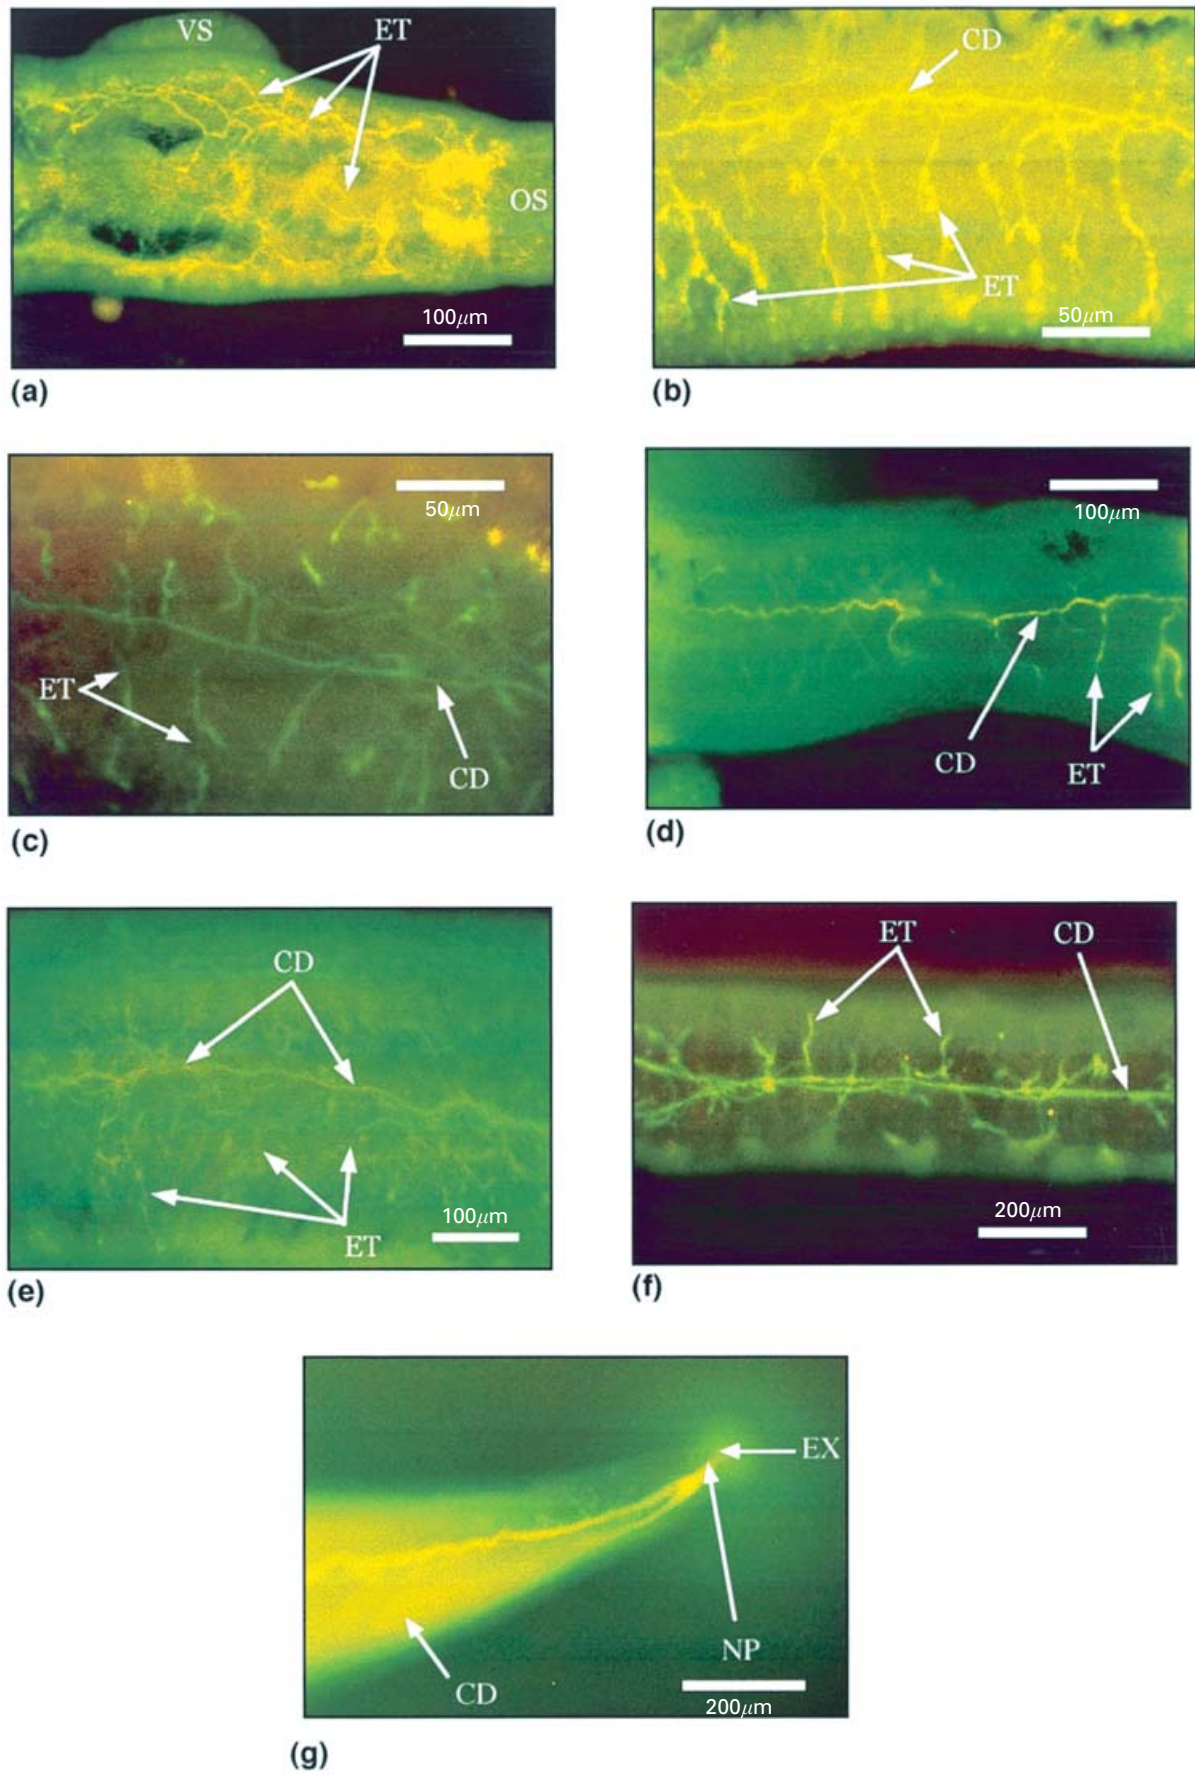 VS
ET
OS
100μm
(a)
CD
ET
50μm
(b)
50μm
ET
CD
(c)
100μm
CD
ET
(d)
CD
ET
100μm
(e)
ET
CD
200μm
(f)
EX
NP
CD
200μm
(g)